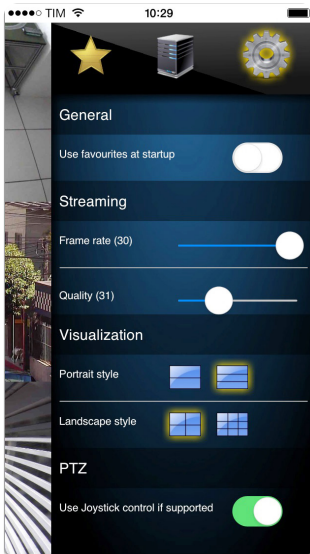 TIM 10:29
General
Use favourites at startup
Streaming
Frame rate (30)
Quality (31)
Visualization
Portrait style
Landscape style
PTZ
Use Joystick control if supported